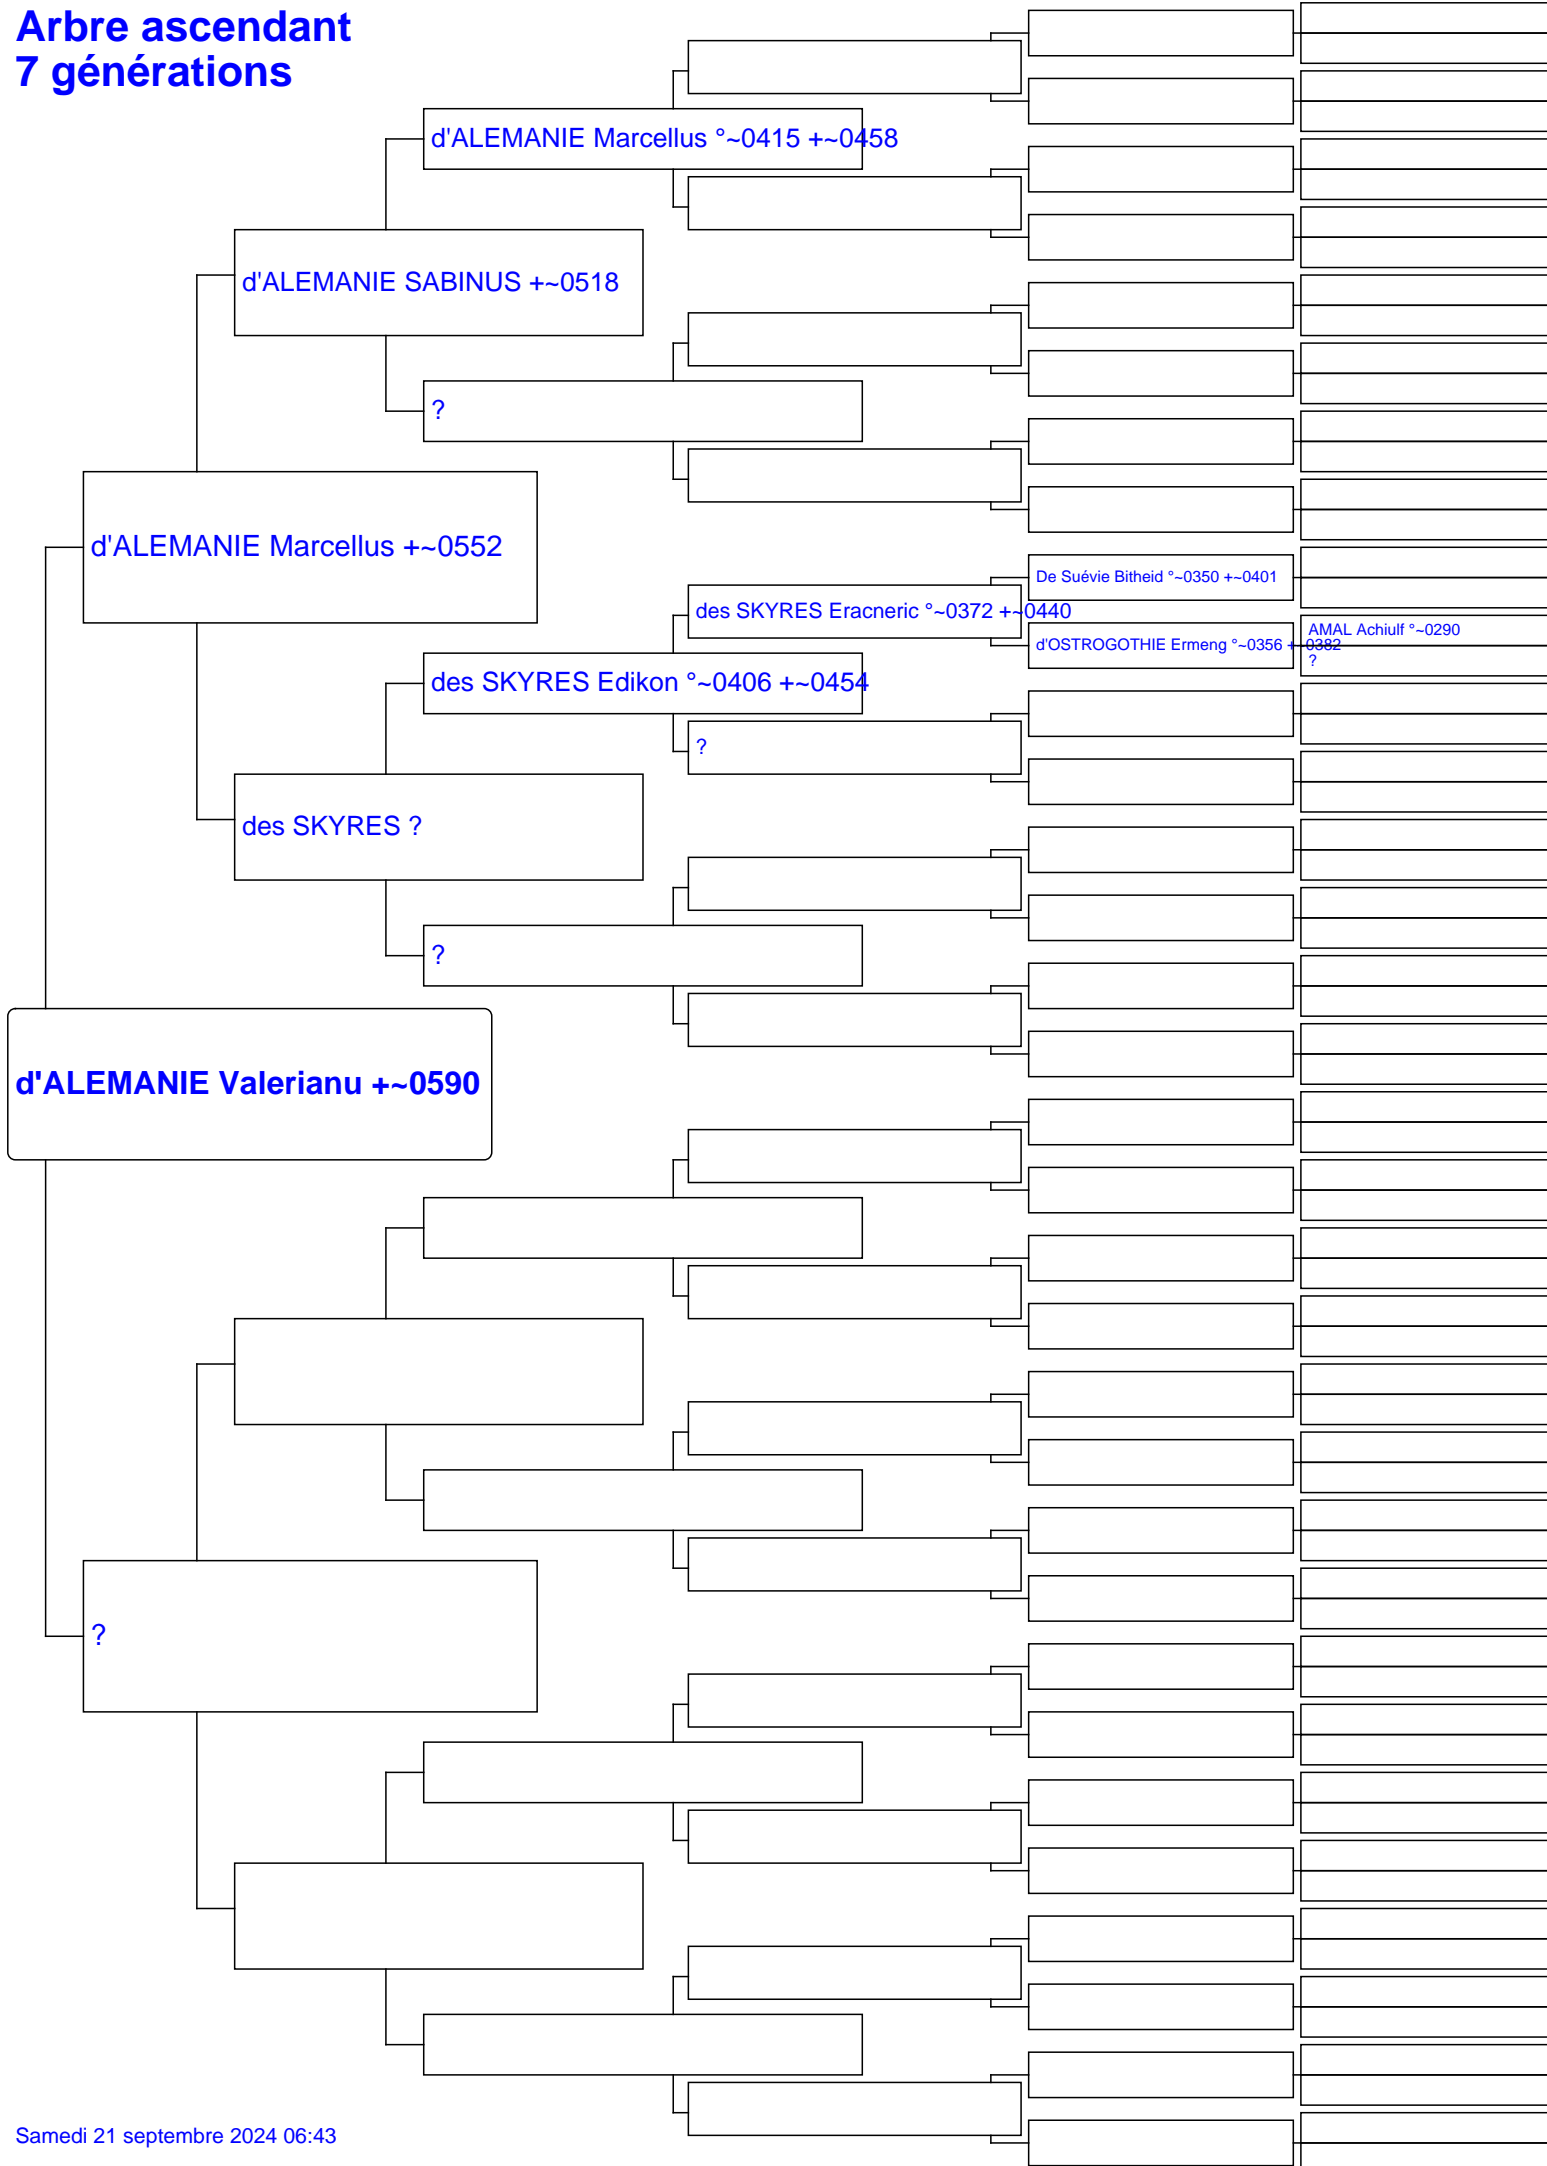 Arbre ascendant
7 générations
d'ALEMANIE Marcellus °~0415 +~0458
d'ALEMANIE SABINUS +~0518
?
d'ALEMANIE Marcellus +~0552
De Suévie Bitheid °~0350 +~0401
des SKYRES Eracneric °~0372 +~0440
d'OSTROGOTHIE Ermeng °~0356 +~0382
AMAL Achiulf °~0290
?
des SKYRES Edikon °~0406 +~0454
?
des SKYRES ?
?
d'ALEMANIE Valerianu +~0590
?
Samedi 21 septembre 2024 06:43